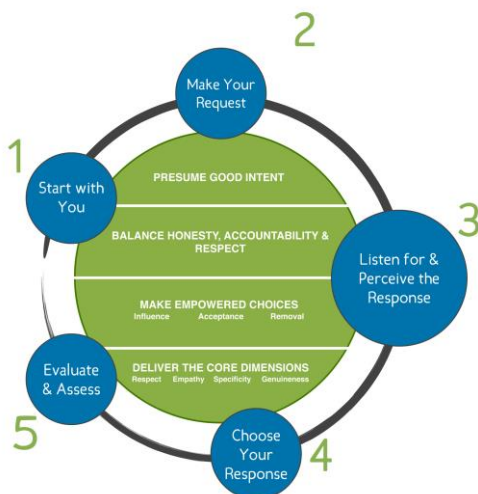 2
Make Your
Request
1
Start with
You
PRESUME GOOD INTENT
BALANCE HONESTY, ACCOUNTABILITY &
RESPECT
3
Listen for &
Perceive the
Response
MAKE EMPOWERED CHOICES
Influence Acceptance Removal
DELIVER THE CORE DIMENSIONS
Respect Empathy Specificity Genuineness
Evaluate
& Assess
5
Choose
Your
Response
4